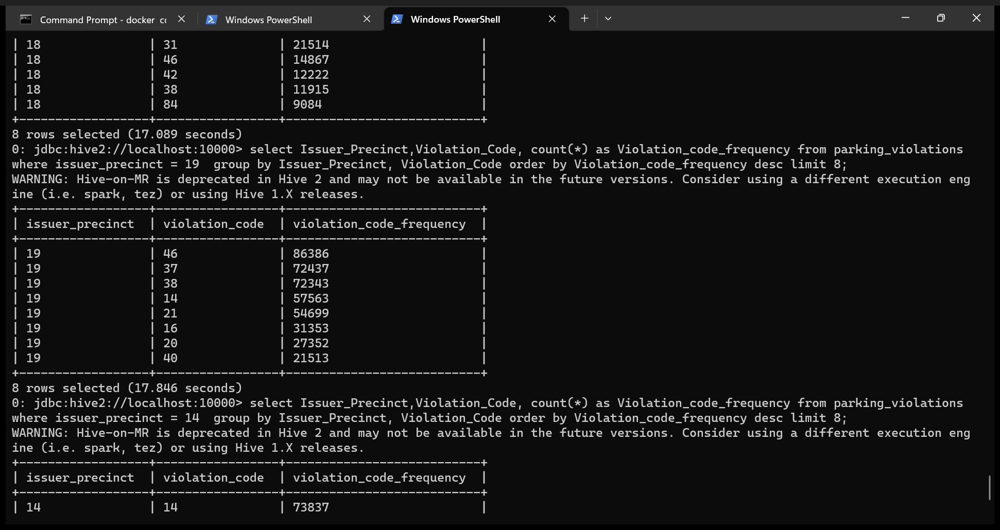 Command Prompt - docker cc
Windows PowerShell
Windows PowerShell
| 18 | 31 | 21514 |
| 18 | 46 | 14867 |
| 18 | 42 | 12222 |
| 18 | 38 | 11915 |
| 18 | 84 | 9084 |
+------------------+-----------------+---------------------------+
8 rows selected (17.089 seconds)
0: jdbc:hive2://localhost:10000> select Issuer_Precinct,Violation_Code, count(*) as Violation_code_frequency from parking_violations
where issuer_precinct = 19  group by Issuer_Precinct, Violation_Code order by Violation_code_frequency desc limit 8;
WARNING: Hive-on-MR is deprecated in Hive 2 and may not be available in the future versions. Consider using a different execution eng
ine (i.e. spark, tez) or using Hive 1.X releases.
+------------------+-----------------+---------------------------+
| issuer_precinct | violation_code | violation_code_frequency |
+------------------+-----------------+---------------------------+
| 19 | 46 | 86386 |
| 19 | 37 | 72437 |
| 19 | 38 | 72343 |
| 19 | 14 | 57563 |
| 19 | 21 | 54699 |
| 19 | 16 | 31353 |
| 19 | 20 | 27352 |
| 19 | 40 | 21513 |
+------------------+-----------------+---------------------------+
8 rows selected (17.846 seconds)
0: jdbc:hive2://localhost:10000> select Issuer_Precinct,Violation_Code, count(*) as Violation_code_frequency from parking_violations
where issuer_precinct = 14  group by Issuer_Precinct, Violation_Code order by Violation_code_frequency desc limit 8;
WARNING: Hive-on-MR is deprecated in Hive 2 and may not be available in the future versions. Consider using a different execution eng
ine (i.e. spark, tez) or using Hive 1.X releases.
+------------------+-----------------+---------------------------+
| issuer_precinct | violation_code | violation_code_frequency |
+------------------+-----------------+---------------------------+
| 14 | 14 | 73837 |